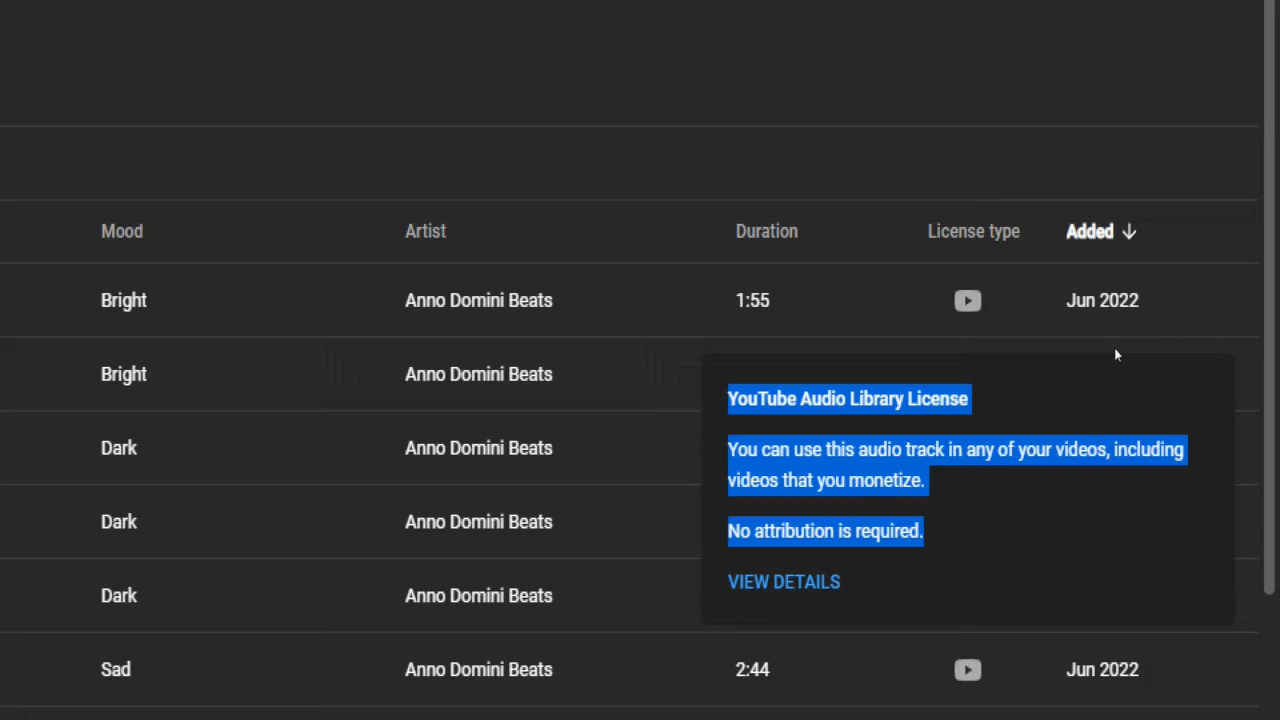 Mood Artist Duration License type Added
Bright Anno Domini Beats 1:55 Jun 2022
Bright Anno Domini Beats
YouTube Audio Library License
Dark Anno Domini Beats
You can use this audio track in any of your videos, including
videos that you monetize.
Dark Anno Domini Beats
No attribution is required.
Dark Anno Domini Beats
VIEW DETAILS
Sad Anno Domini Beats 2:44 Jun 2022